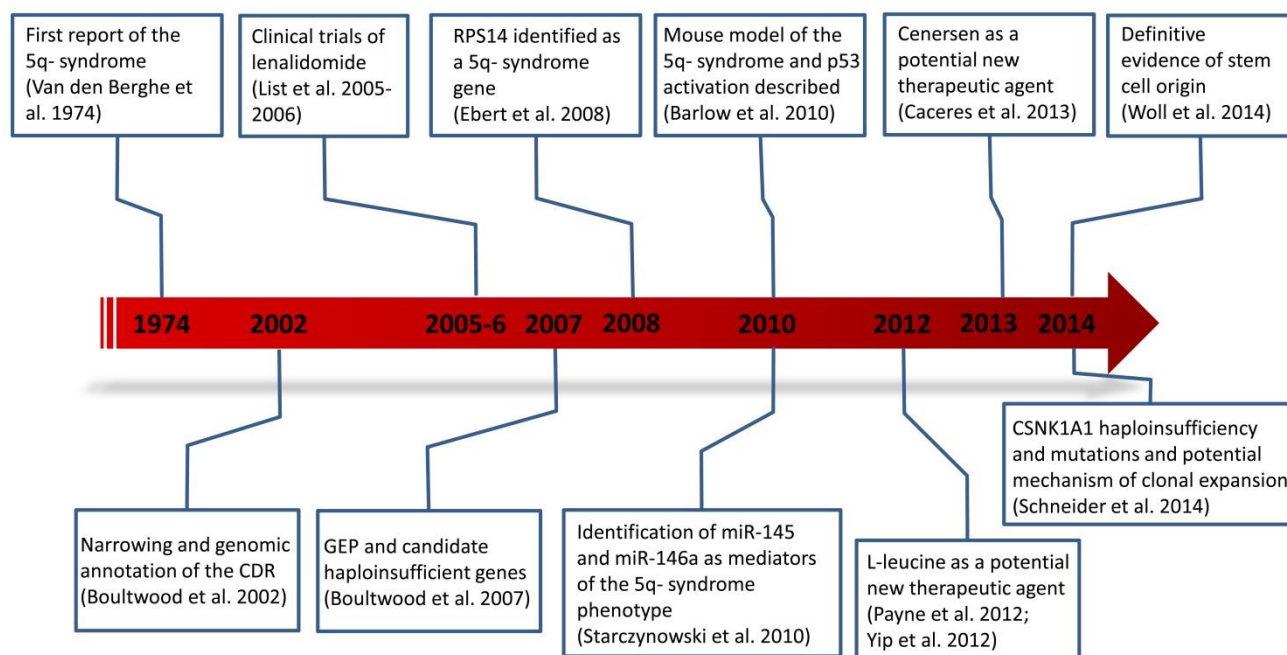 First report of the
5q- syndrome
(Van den Berghe et
al. 1974)
Clinical trials of
lenalidomide
(List et al. 2005-
2006)
RPS14 identified as
a 5q- syndrome
gene
(Ebert et al. 2008)
Mouse model of the
5q- syndrome and p53
activation described
(Barlow et al. 2010)
Cenersen as a
potential new
therapeutic agent
(Caceres et al. 2013)
Definitive
evidence of stem
cell origin
(Woll et al. 2014)
1974 2002 2005-6 2007 2008 2010 2012 2013 2014
Narrowing and genomic
annotation of the CDR
(Boultwood et al. 2002)
GEP and candidate
haploinsufficient genes
(Boultwood et al. 2007)
Identification of miR-145
and miR-146a as mediators
of the 5q- syndrome
phenotype
(Starczynowski et al. 2010)
L-leucine as a potential
new therapeutic agent
(Payne et al. 2012;
Yip et al. 2012)
CSNK1A1 haploinsufficiency
and mutations and potential
mechanism of clonal expansion
(Schneider et al. 2014)